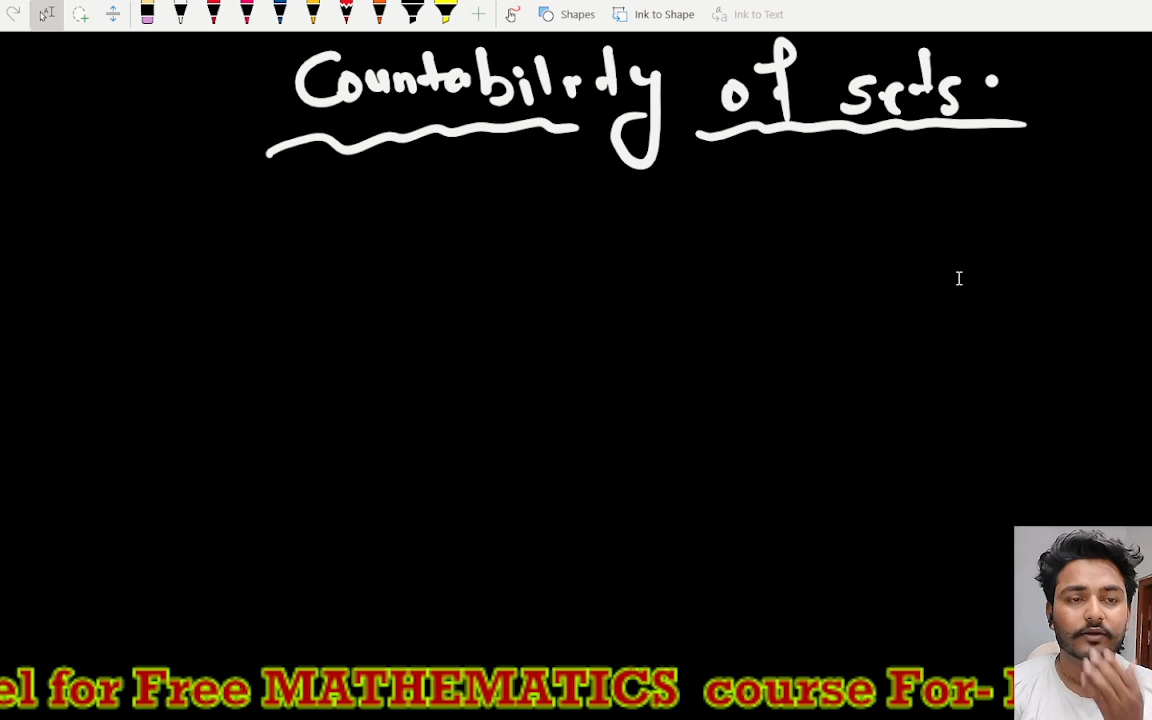 Shapes Ink to Shape Ink to Text
Countability of sets.
el for Free MATHEMATICS course For-